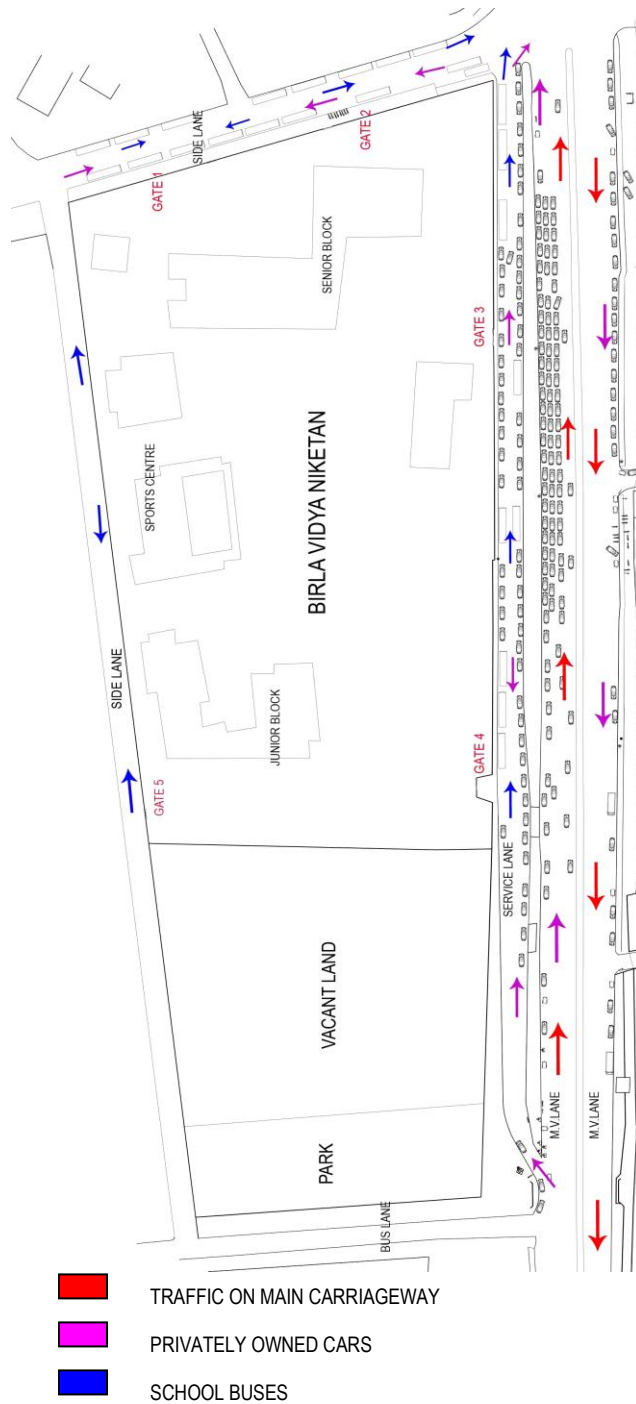 SIDE LANE
GATE 2
GATE 1
SENIOR BLOCK
GATE 3
BIRLA VIDYA NIKETAN
SPORTS CENTRE
SIDE LANE
JUNIOR BLOCK
GATE 4
GATE 5
SERVICE LANE
VACANT LAND
M.V.LANE
M.V.LANE
PARK
BUS LANE
TRAFFIC ON MAIN CARRIAGEWAY
PRIVATELY OWNED CARS
SCHOOL BUSES